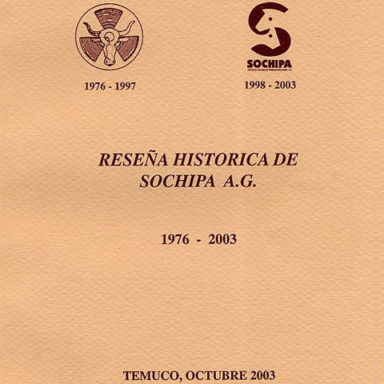 SOCHIPA
1976 - 1997
1998 - 2003
RESEÑA HISTORICA DE
SOCHIPA A.G.
1976 - 2003
TEMUCO, OCTUBRE 2003